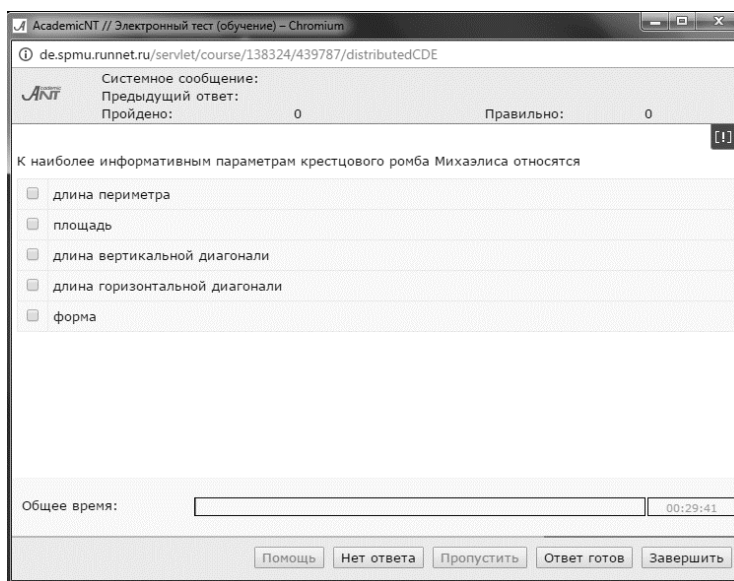 AcademicNT // Электронный тест (обучение) – Chromium
de.spmu.runnet.ru/servlet/course/138324/439787/distributedCDE
Academic ANT
Системное сообщение:
Предыдущий ответ:
Пройдено: 0 Правильно: 0
[!]
К наиболее информативным параметрам крестцового ромба Михаэлиса относятся
длина периметра
площадь
длина вертикальной диагонали
длина горизонтальной диагонали
форма
Общее время: 00:29:41
Помощь Нет ответа Пропустить Ответ готов Завершить